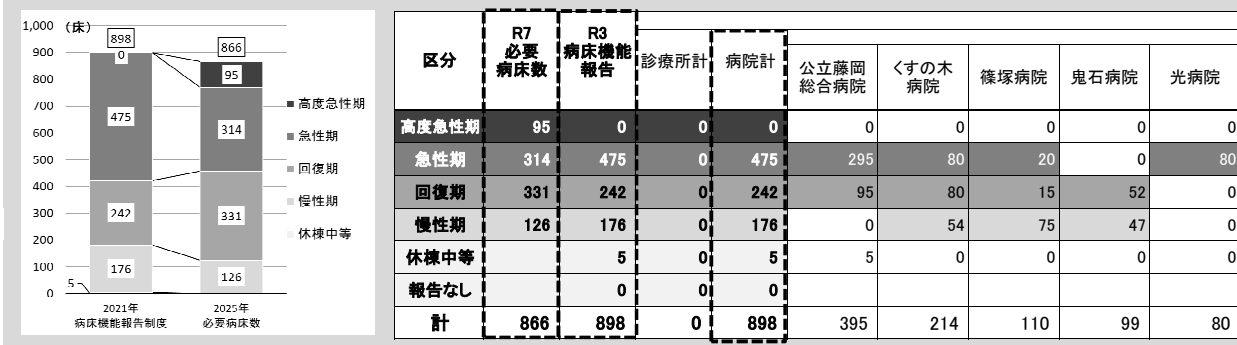 1,000 （床）
900
800
700
600
500
400
300
200
100
0
898
0
475
242
176
5
866
95
314
331
126
2021年
病床機能報告制度
2025年
必要病床数
高度急性期
急性期
回復期
慢性期
休棟中等
区分 R7 必要 病床数 R3 病床機能 報告 診療所計 病院計 公立藤岡 総合病院 くすの木 病院 篠塚病院 鬼石病院 光病院
高度急性期 95 0 0 0 0 0 0 0 0
急性期 314 475 0 475 295 80 20 0 80
回復期 331 242 0 242 95 80 15 52 0
慢性期 126 176 0 176 0 54 75 47 0
休棟中等 5 0 5 5 0 0 0 0
報告なし 0 0 0
計 866 898 0 898 395 214 110 99 80